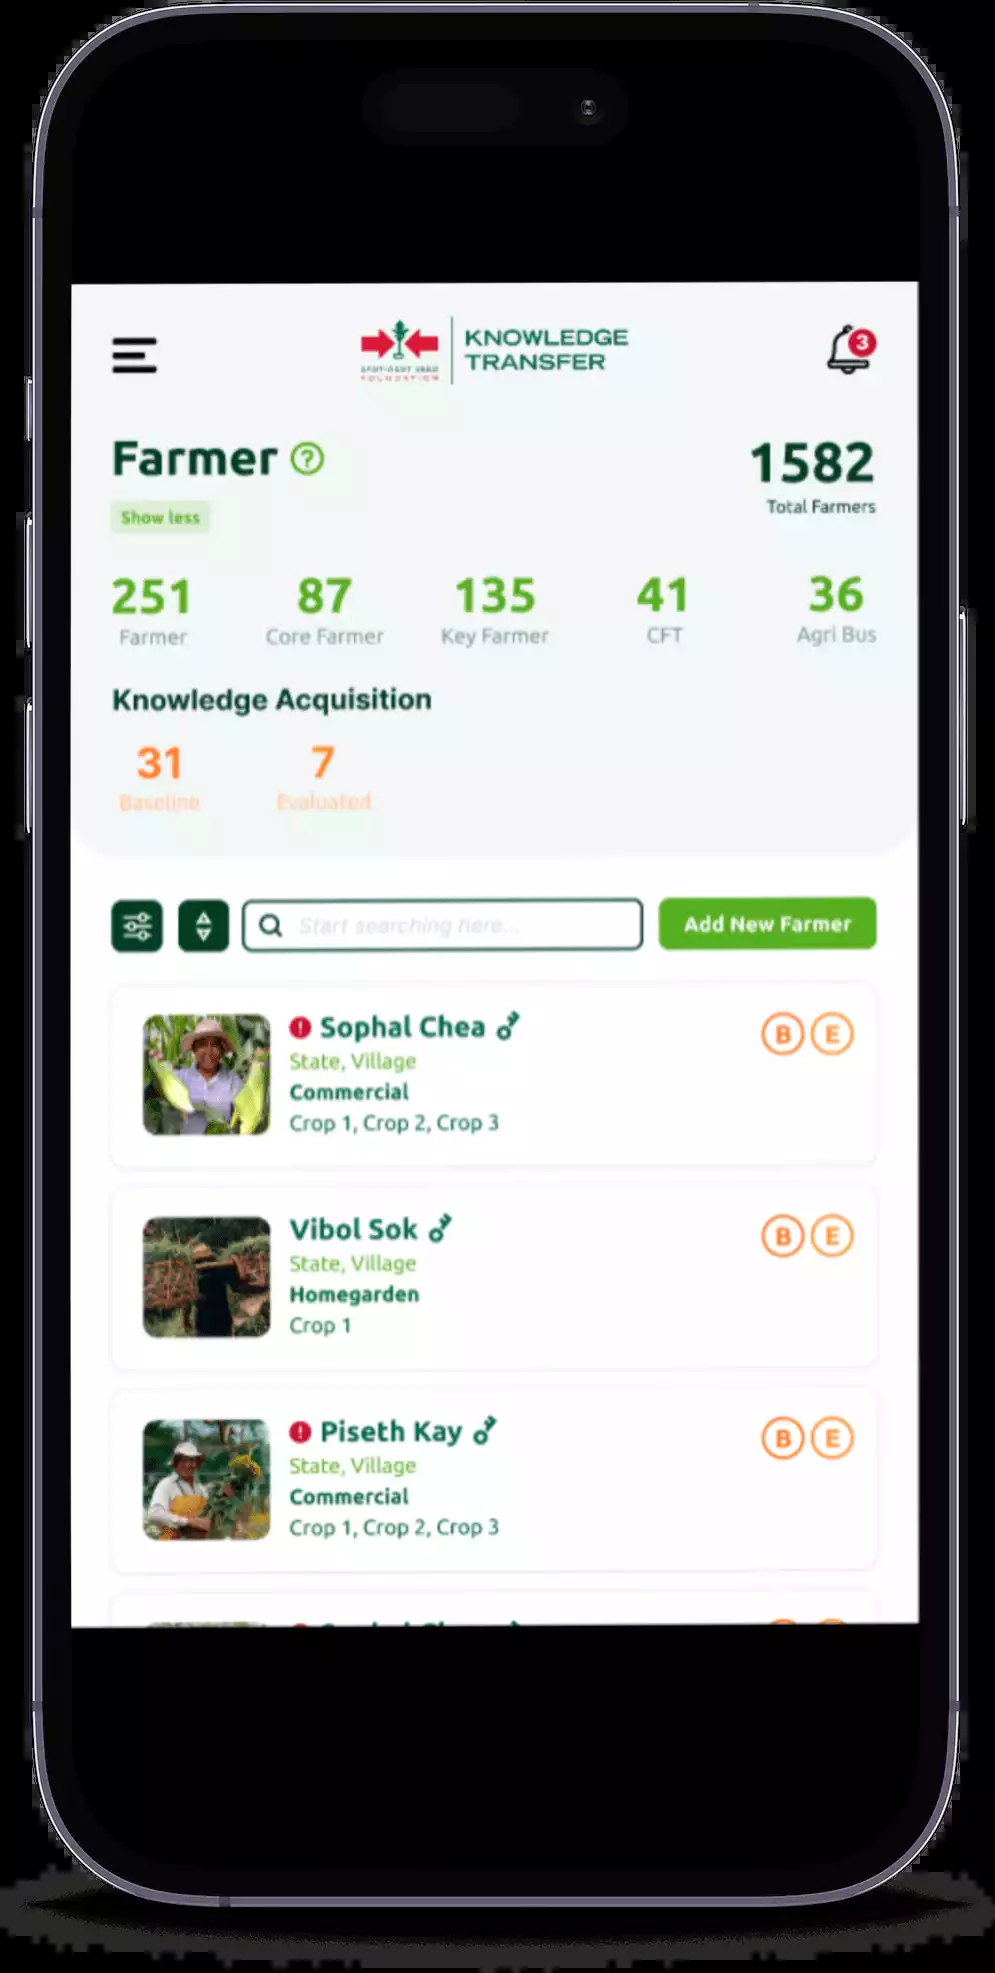 KNOWLEDGE
TRANSFER
EAST-WEST SEED
FOUNDATION
3
Farmer ?
1582
Total Farmers
Show less
251 87 135 41 36
Farmer Core Farmer Key Farmer CFT Agri Bus
Knowledge Acquisition
31 7
Baseline Evaluated
Start searching here...
Add New Farmer
! Sophal Chea
B E
State, Village
Commercial
Crop 1, Crop 2, Crop 3
Vibol Sok
B E
State, Village
Homegarden
Crop 1
! Piseth Kay
B E
State, Village
Commercial
Crop 1, Crop 2, Crop 3